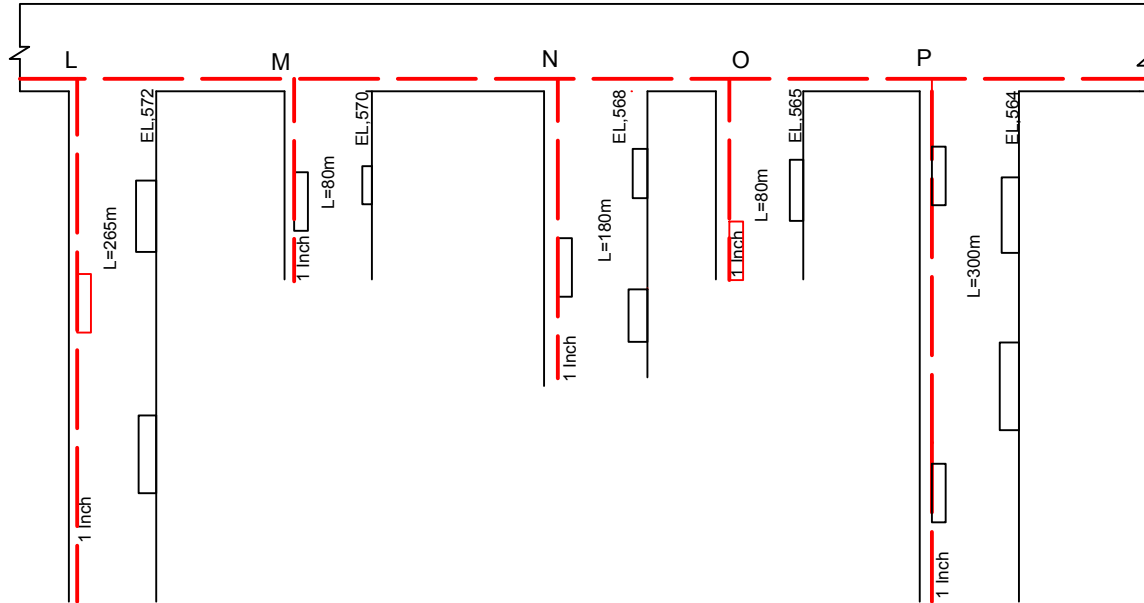 L
M
N
O
P
EL,572
EL,570
EL,568
EL,565
EL,564
L=265m
L=80m
L=180m
L=80m
L=300m
1 Inch
1 Inch
1 Inch
1 Inch
1 Inch